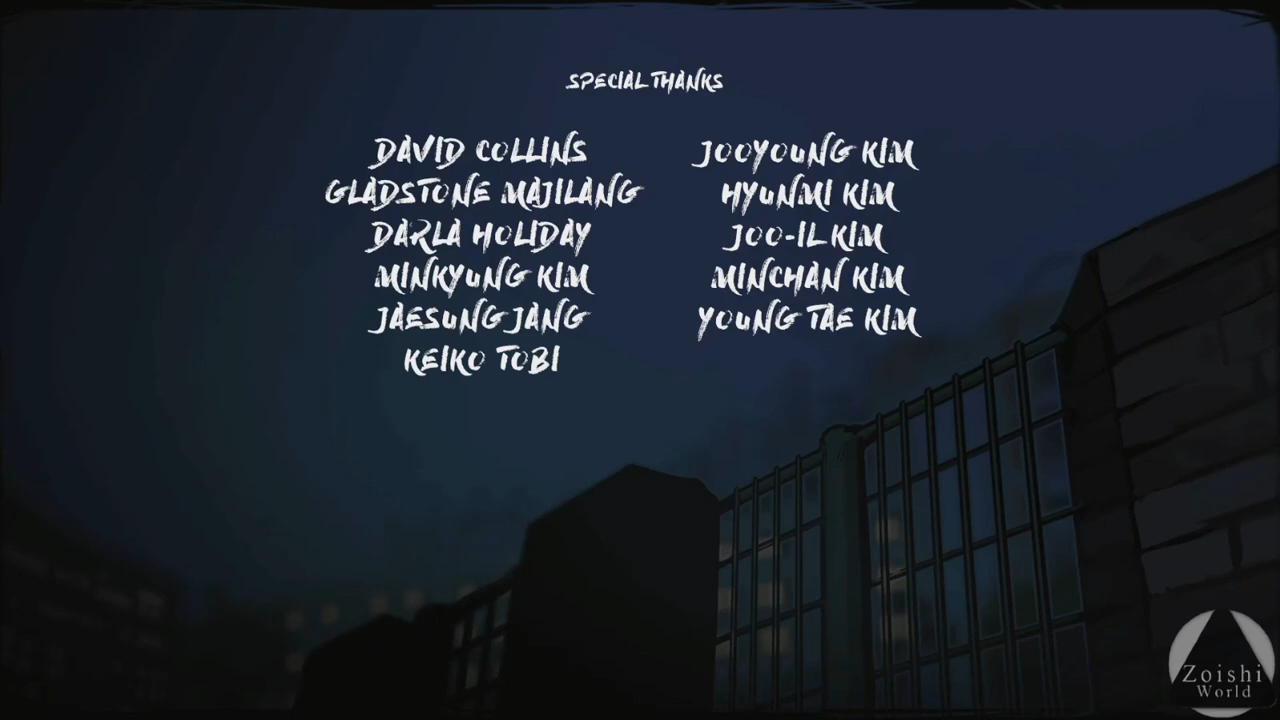 SPECIAL THANKS
DAVID COLLINS
GLADSTONE MAJILANG
DARLA HOLIDAY
MINKYUNG KIM
JAESUNG JANG
KEIKO TOBI
JOOYOUNG KIM
HYUNMI KIM
JOO-IL KIM
MINCHAN KIM
YOUNG TAE KIM
Zoishi
World